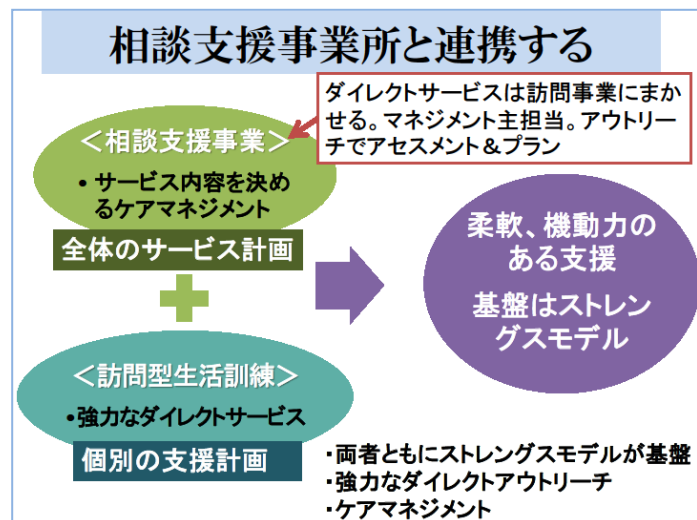 相談支援事業所と連携する
ダイレクトサービスは訪問事業にまか
せる。マネジメント主担当。アウトリー
チでアセスメント＆プラン
＜相談支援事業＞
• サービス内容を決め
るケアマネジメント
全体のサービス計画
柔軟、機動力の
ある支援
基盤はストレン
グスモデル
＜訪問型生活訓練＞
•強力なダイレクトサービス
個別の支援計画
・両者ともにストレングスモデルが基盤
・強力なダイレクトアウトリーチ
・ケアマネジメント